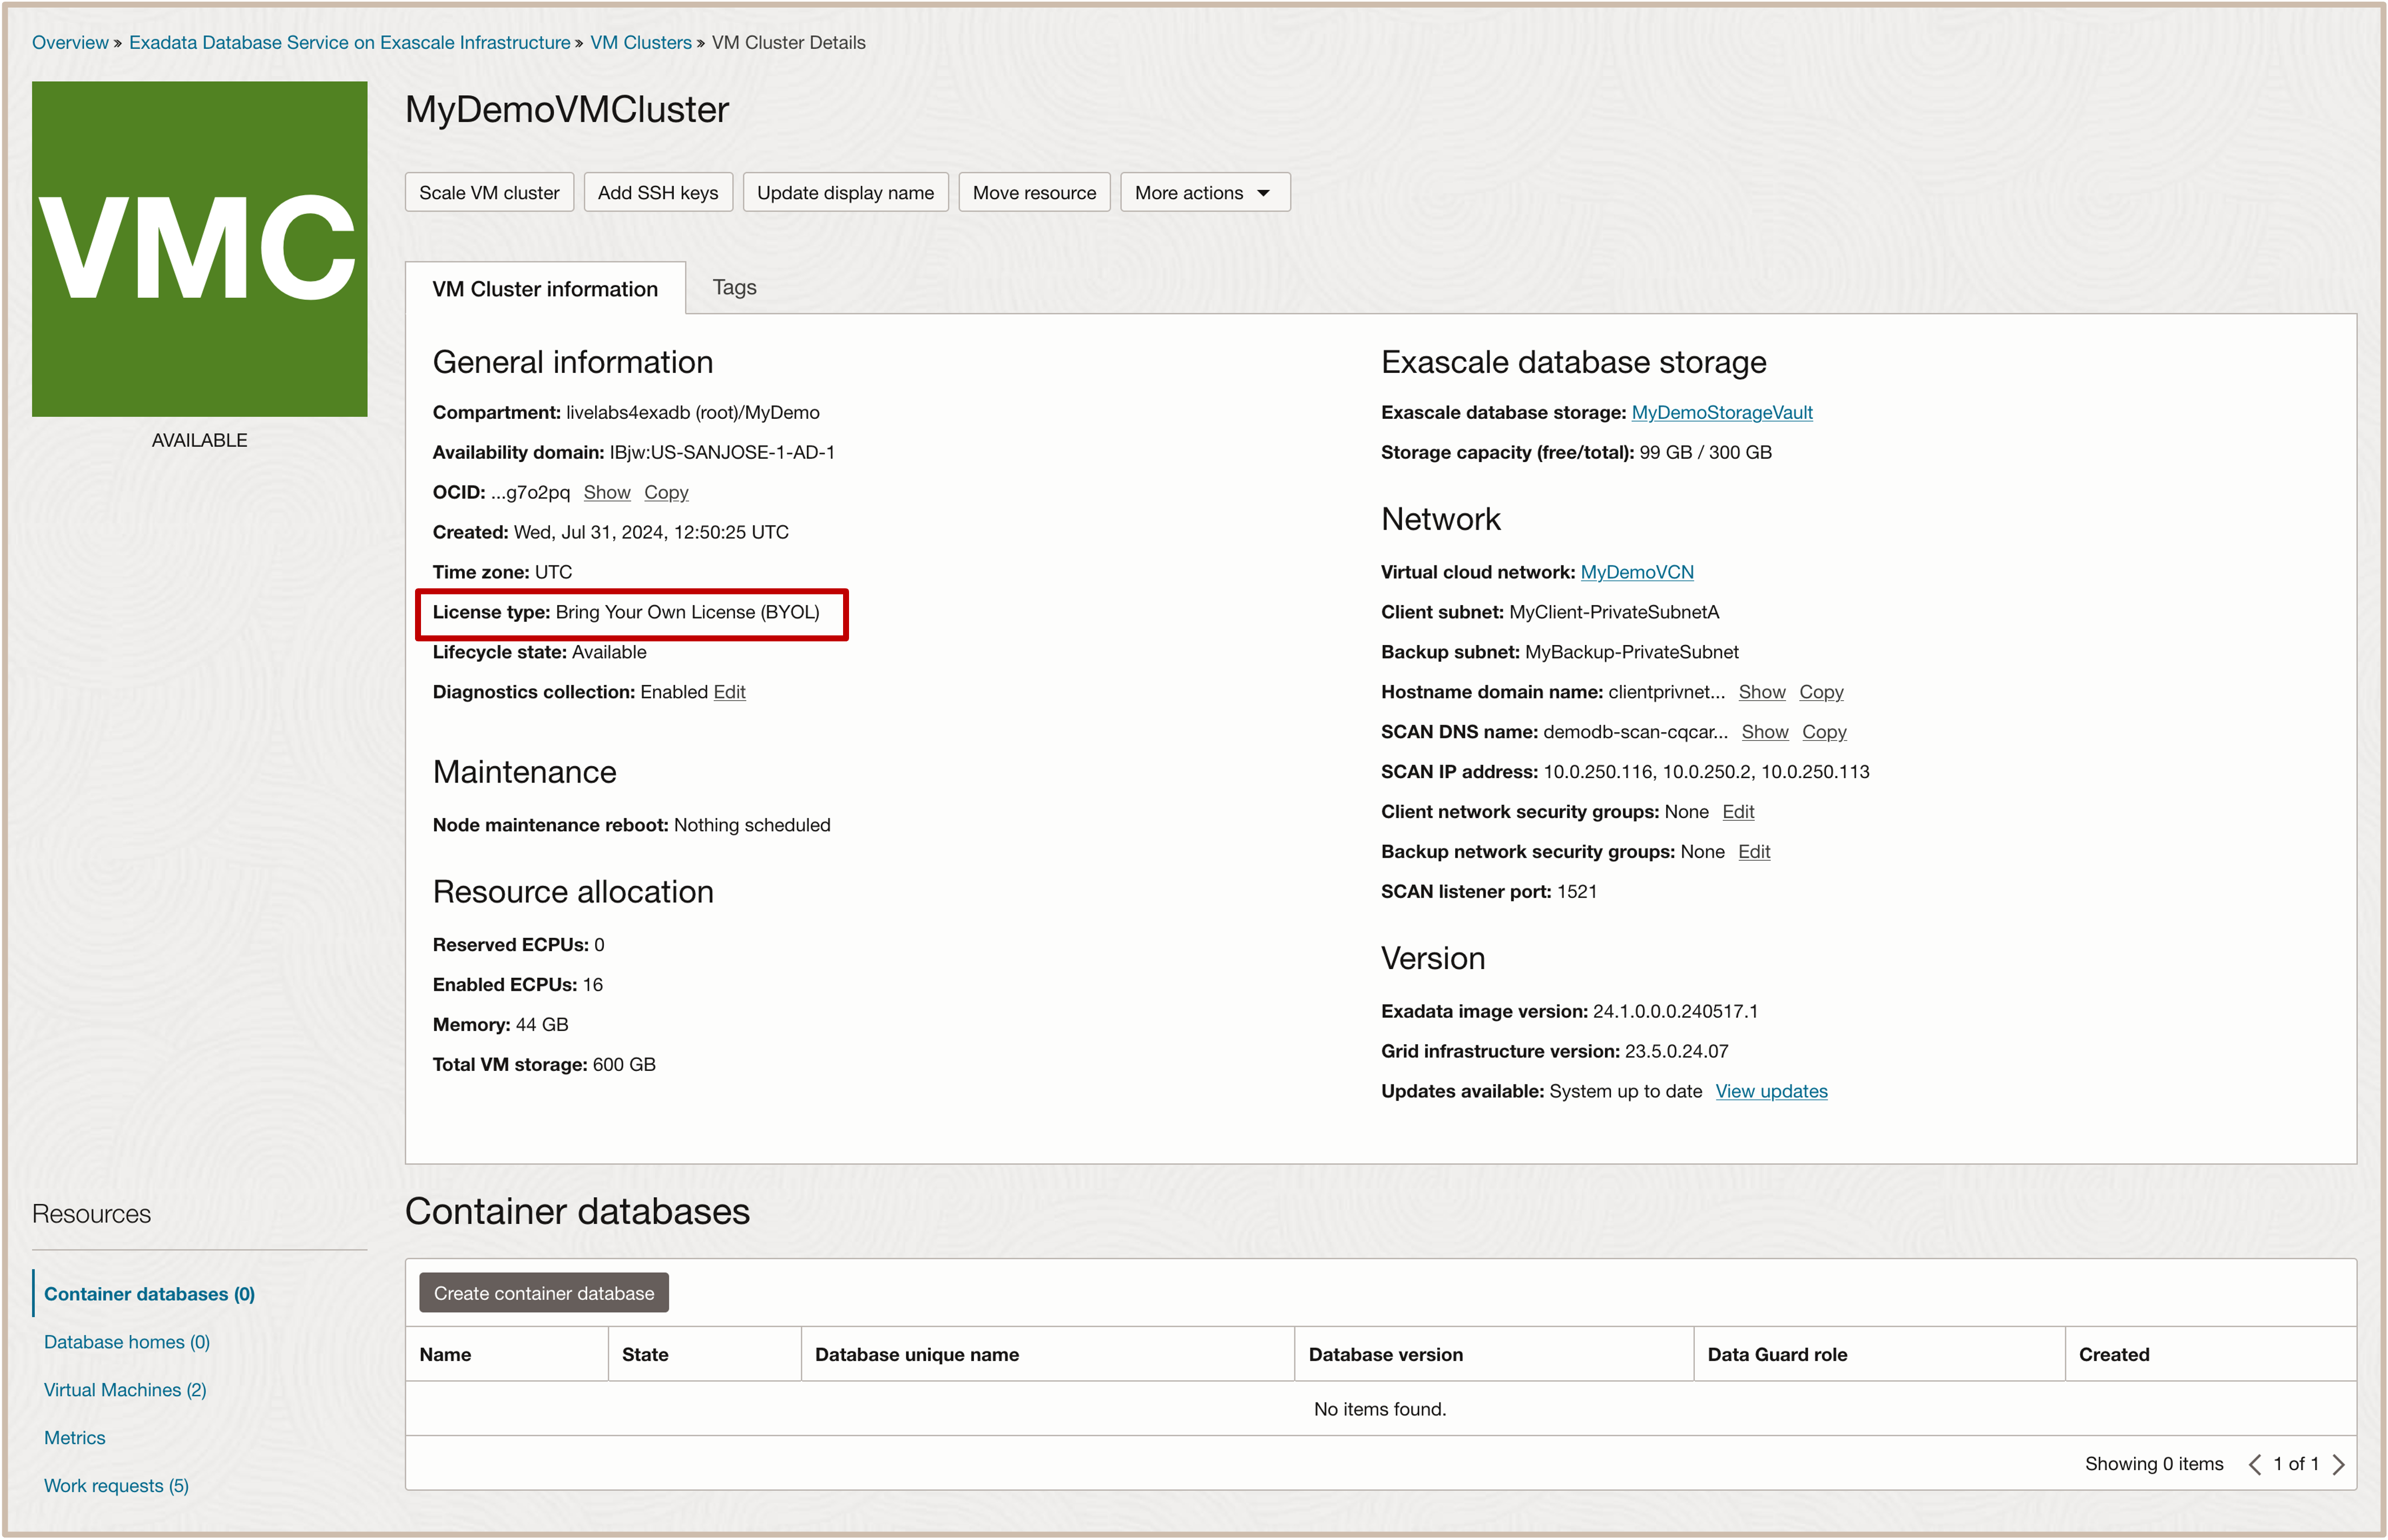 Overview » Exadata Database Service on Exascale Infrastructure » VM Clusters » VM Cluster Details
VMC
AVAILABLE
MyDemoVMCluster
Scale VM cluster Add SSH keys Update display name Move resource More actions
VM Cluster information Tags
General information
Compartment: livelabs4exadb (root)/MyDemo
Availability domain: IBjw:US-SANJOSE-1-AD-1
OCID: ...g7o2pq Show Copy
Created: Wed, Jul 31, 2024, 12:50:25 UTC
Time zone: UTC
License type: Bring Your Own License (BYOL)
Lifecycle state: Available
Diagnostics collection: Enabled Edit
Maintenance
Node maintenance reboot: Nothing scheduled
Resource allocation
Reserved ECPUs: 0
Enabled ECPUs: 16
Memory: 44 GB
Total VM storage: 600 GB
Exascale database storage
Exascale database storage: MyDemoStorageVault
Storage capacity (free/total): 99 GB / 300 GB
Network
Virtual cloud network: MyDemoVCN
Client subnet: MyClient-PrivateSubnetA
Backup subnet: MyBackup-PrivateSubnet
Hostname domain name: clientprivnet... Show Copy
SCAN DNS name: demodb-scan-cqcar... Show Copy
SCAN IP address: 10.0.250.116, 10.0.250.2, 10.0.250.113
Client network security groups: None Edit
Backup network security groups: None Edit
SCAN listener port: 1521
Version
Exadata image version: 24.1.0.0.0.240517.1
Grid infrastructure version: 23.5.0.24.07
Updates available: System up to date View updates
Resources
Container databases (0)
Database homes (0)
Virtual Machines (2)
Metrics
Work requests (5)
Container databases
Create container database
Name State Database unique name Database version Data Guard role Created
No items found.
Showing 0 items 1 of 1